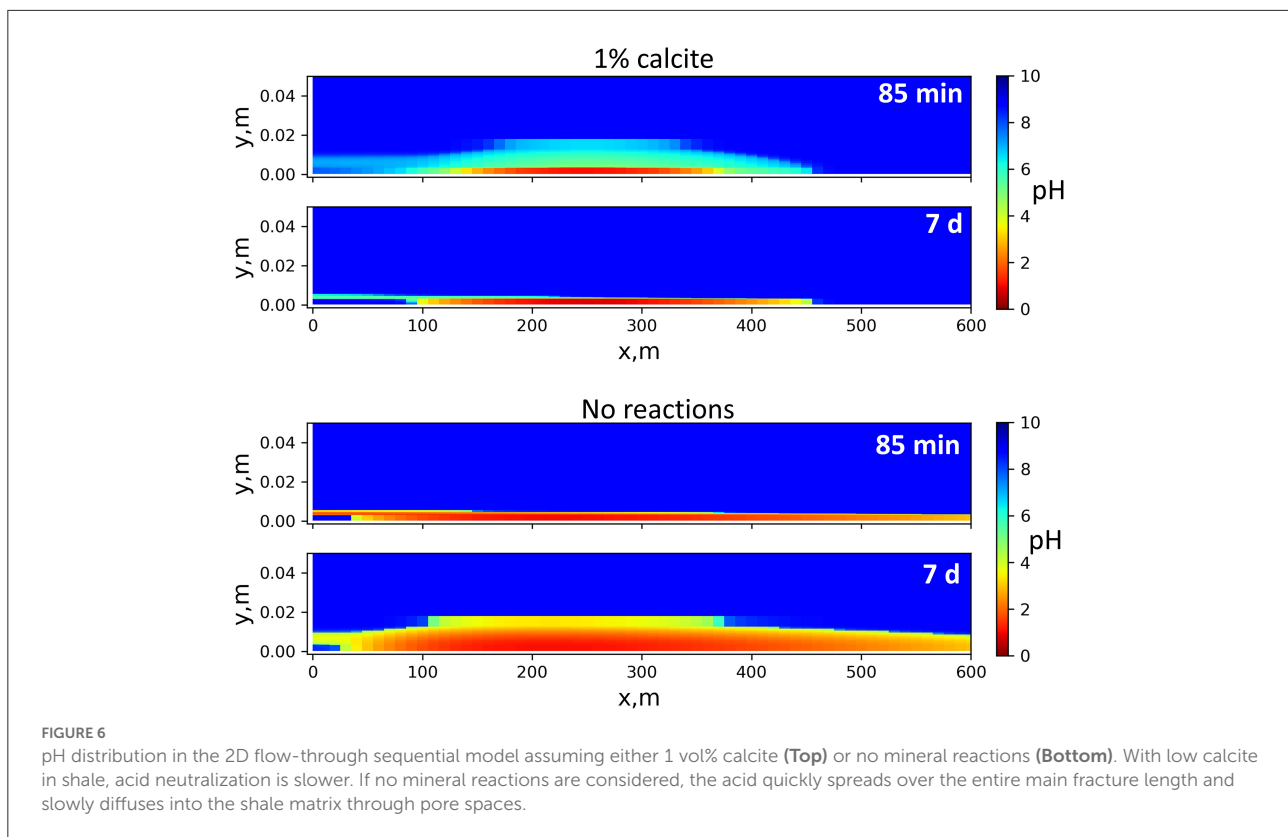 1% calcite
85 min
0.04
0.02
0.00
y,m
7 d
0.04
0.02
0.00
y,m
0 100 200 300 400 500 600
x,m
10
8
6
4
2
0
pH
No reactions
85 min
0.04
0.02
0.00
y,m
7 d
0.04
0.02
0.00
y,m
0 100 200 300 400 500 600
x,m
10
8
6
4
2
0
pH
FIGURE 6
pH distribution in the 2D flow-through sequential model assuming either 1 vol% calcite (Top) or no mineral reactions (Bottom). With low calcite
in shale, acid neutralization is slower. If no mineral reactions are considered, the acid quickly spreads over the entire main fracture length and
slowly diffuses into the shale matrix through pore spaces.